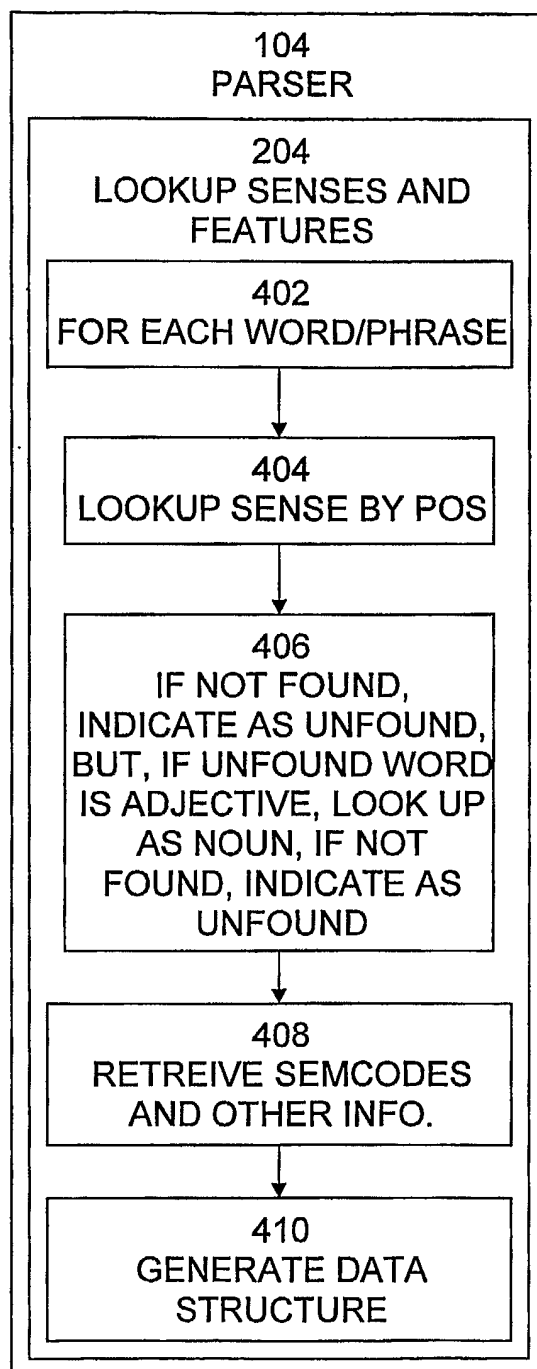 104
PARSER
204
LOOKUP SENSES AND
FEATURES
402
FOR EACH WORD/PHRASE
404
LOOKUP SENSE BY POS
406
IF NOT FOUND,
INDICATE AS UNFOUND,
BUT, IF UNFOUND WORD
IS ADJECTIVE, LOOK UP
AS NOUN, IF NOT
FOUND, INDICATE AS
UNFOUND
408
RETREIVE SEMCODES
AND OTHER INFO.
410
GENERATE DATA
STRUCTURE